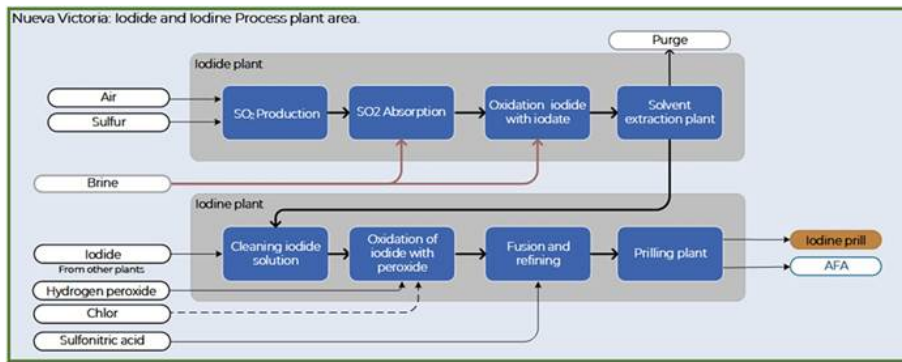 Nueva Victoria: Iodide and Iodine Process plant area.
Purge
Iodide plant
Air
Sulfur
SO₂ Production
SO2 Absorption
Oxidation iodide
with iodate
Solvent
extraction plant
Brine
Iodine plant
Iodide
From other plants
Cleaning iodide
solution
Oxidation of
iodide with
peroxide
Fusion and
refining
Prilling plant
Iodine prill
AFA
Hydrogen peroxide
Chlor
Sulfonitric acid